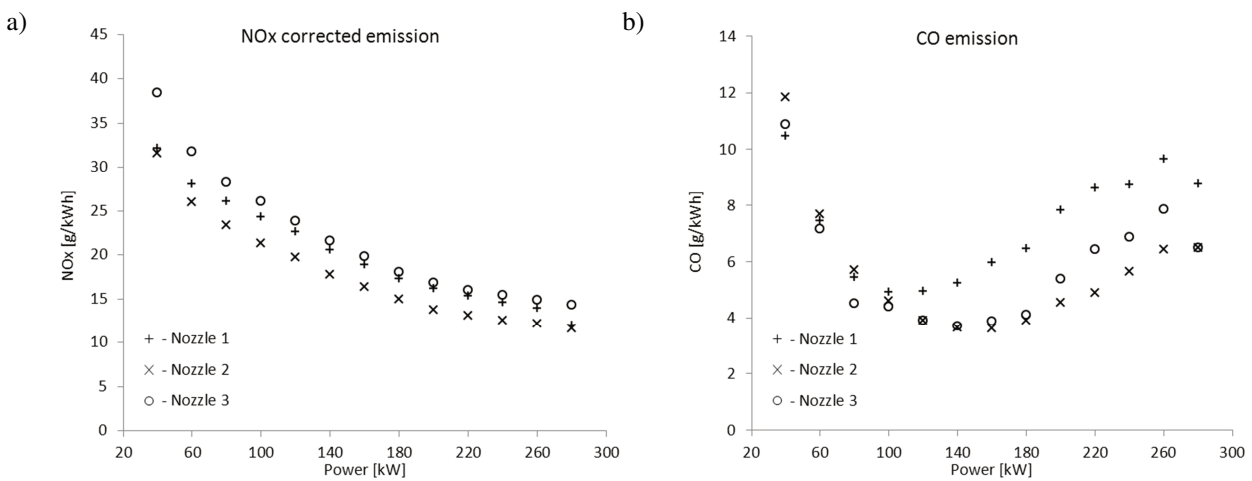 a)
NOx corrected emission
45
40
35
30
25
20
15
10
5
0
NOx [g/kWh]
+ - Nozzle 1
× - Nozzle 2
○ - Nozzle 3
20 60 100 140 180 220 260 300
Power [kW]
b)
CO emission
14
12
10
8
6
4
2
0
CO [g/kWh]
+ - Nozzle 1
× - Nozzle 2
○ - Nozzle 3
20 60 100 140 180 220 260 300
Power [kW]